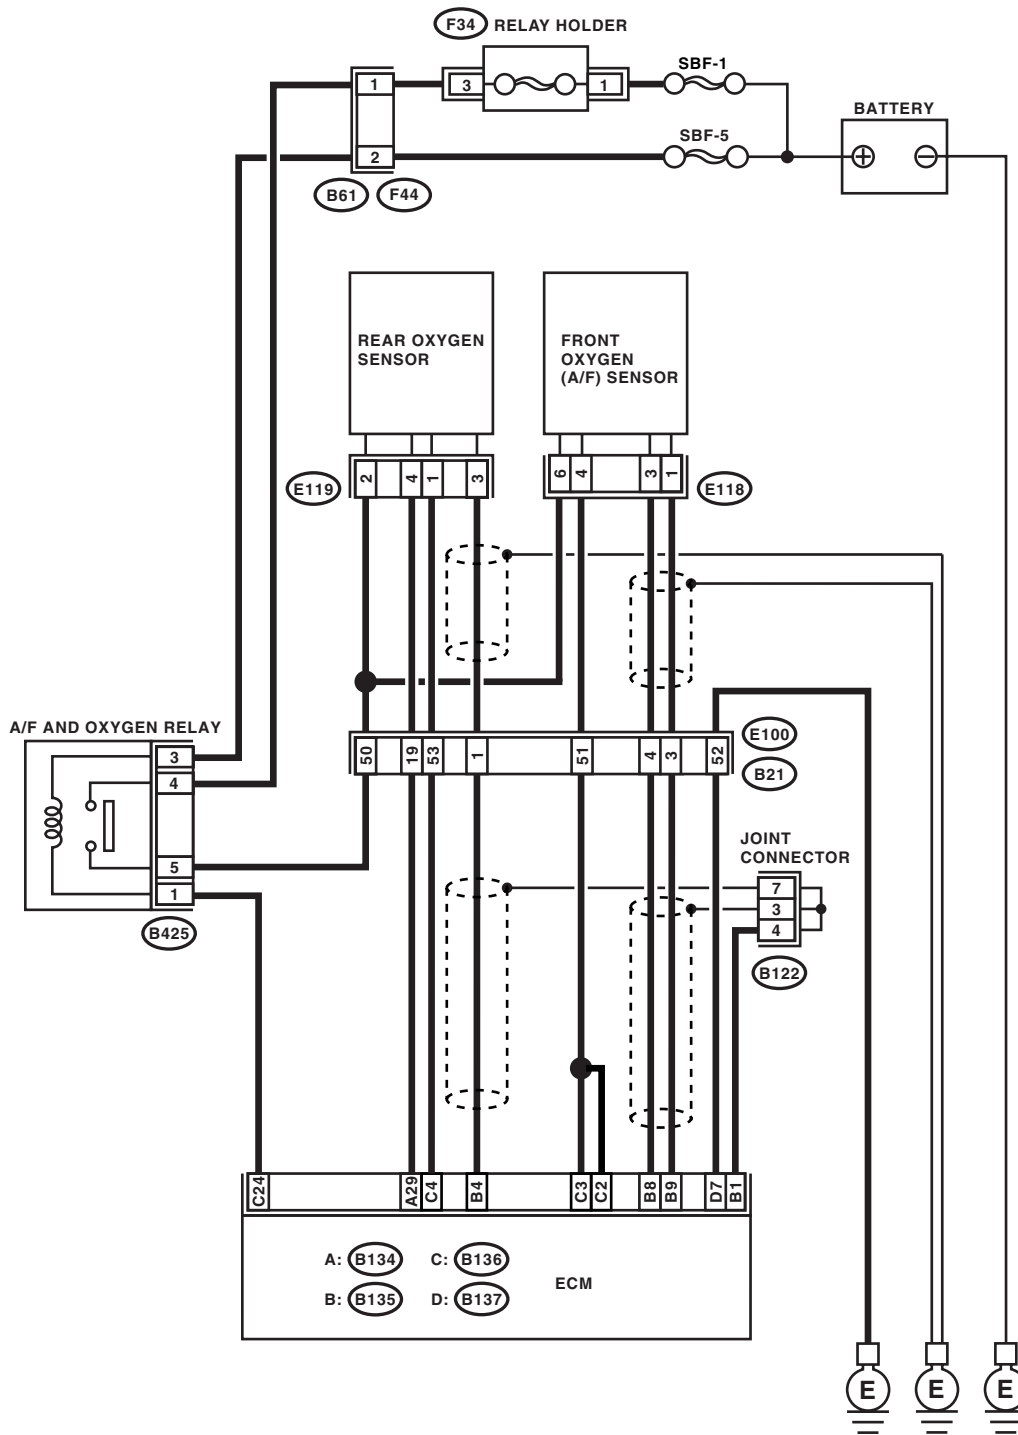 F34 RELAY HOLDER
SBF-1
1
3
1
BATTERY
SBF-5
2
+
−
B61 F44
REAR OXYGEN
SENSOR
FRONT
OXYGEN
(A/F) SENSOR
E119
2
4
1
3
6
4
3
1
E118
A/F AND OXYGEN RELAY
3
4
5
1
B425
50
19
53
1
51
4
3
52
E100
B21
JOINT
CONNECTOR
7
3
4
B122
C24
A29
C4
B4
C3
C2
B8
B9
D7
B1
A: B134 C: B136
B: B135 D: B137
ECM
E
E
E